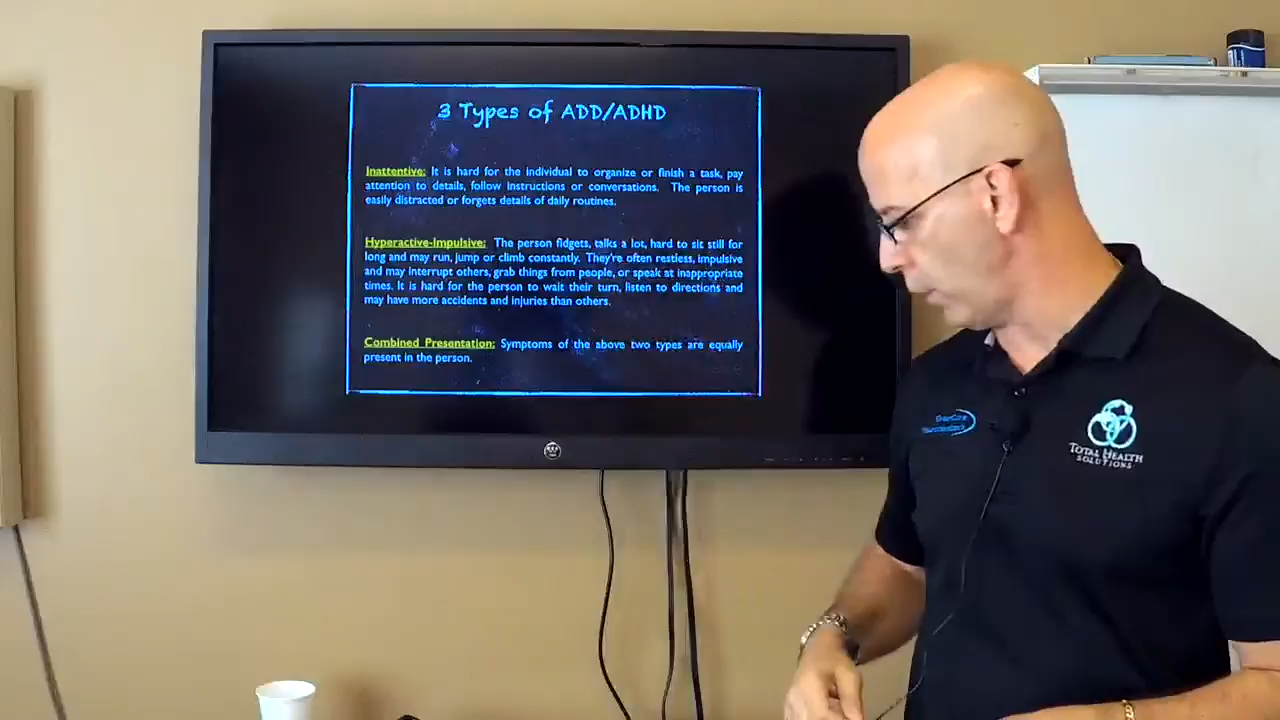 3 Types of ADD/ADHD
Inattentive: It is hard for the individual to organize or finish a task, pay
attention to details, follow instructions or conversations. The person is
easily distracted or forgets details of daily routines.
Hyperactive-Impulsive: The person fidgets, talks a lot, hard to sit still for
long and may run, jump or climb constantly. They're often restless, impulsive
and may interrupt others, grab things from people, or speak at inappropriate
times. It is hard for the person to wait their turn, listen to directions and
may have more accidents and injuries than others.
Combined Presentation: Symptoms of the above two types are equally
present in the person.
TOTAL HEALTH
SOLUTIONS